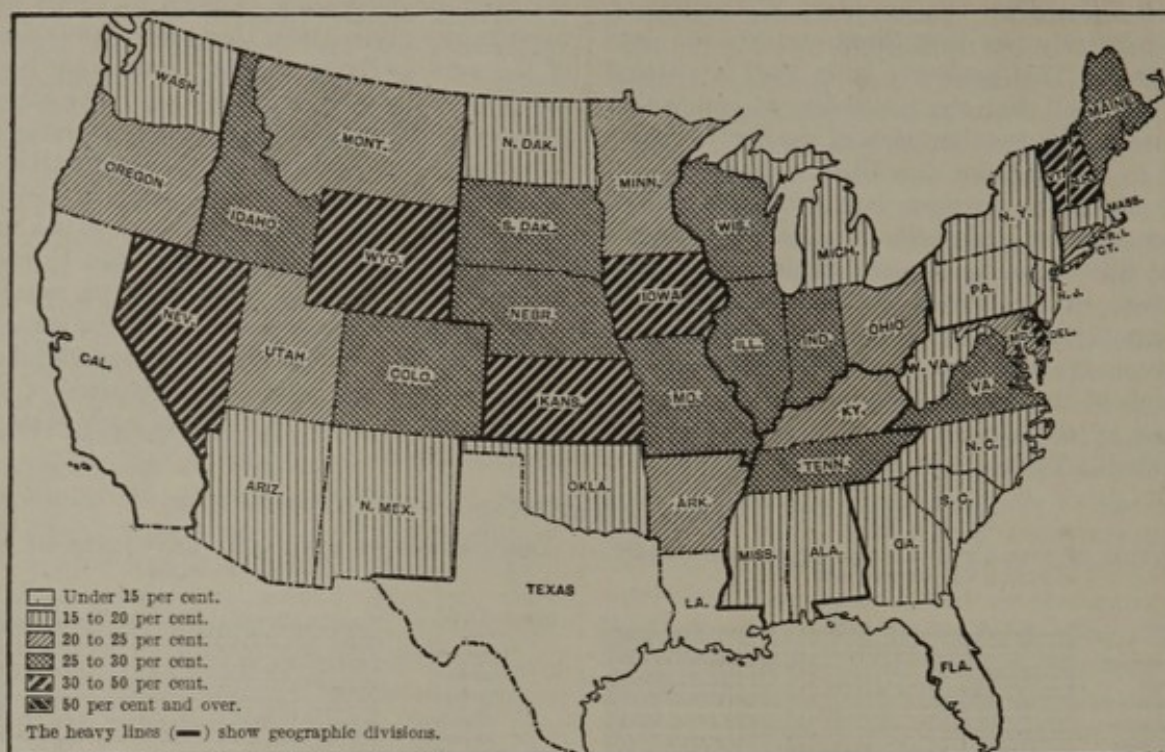 WASH.
MONT.
N. DAK.
MINN.
MAINE
OREGON
IDAHO
S. DAK.
WIS.
MICH.
N. Y.
VT.
MASS.
R. I.
CT.
WYO.
IOWA
PA.
N. J.
NEV.
NEBR.
OHIO
MD.
DEL.
CAL.
UTAH
COLO.
KANS.
MO.
ILL.
IND.
W. VA.
VA.
KY.
ARIZ.
N. MEX.
OKLA.
ARK.
TENN.
N. C.
S. C.
MISS.
ALA.
GA.
TEXAS
LA.
FLA.
Under 15 per cent.
15 to 20 per cent.
20 to 25 per cent.
25 to 30 per cent.
30 to 50 per cent.
50 per cent and over.
The heavy lines (━) show geographic divisions.